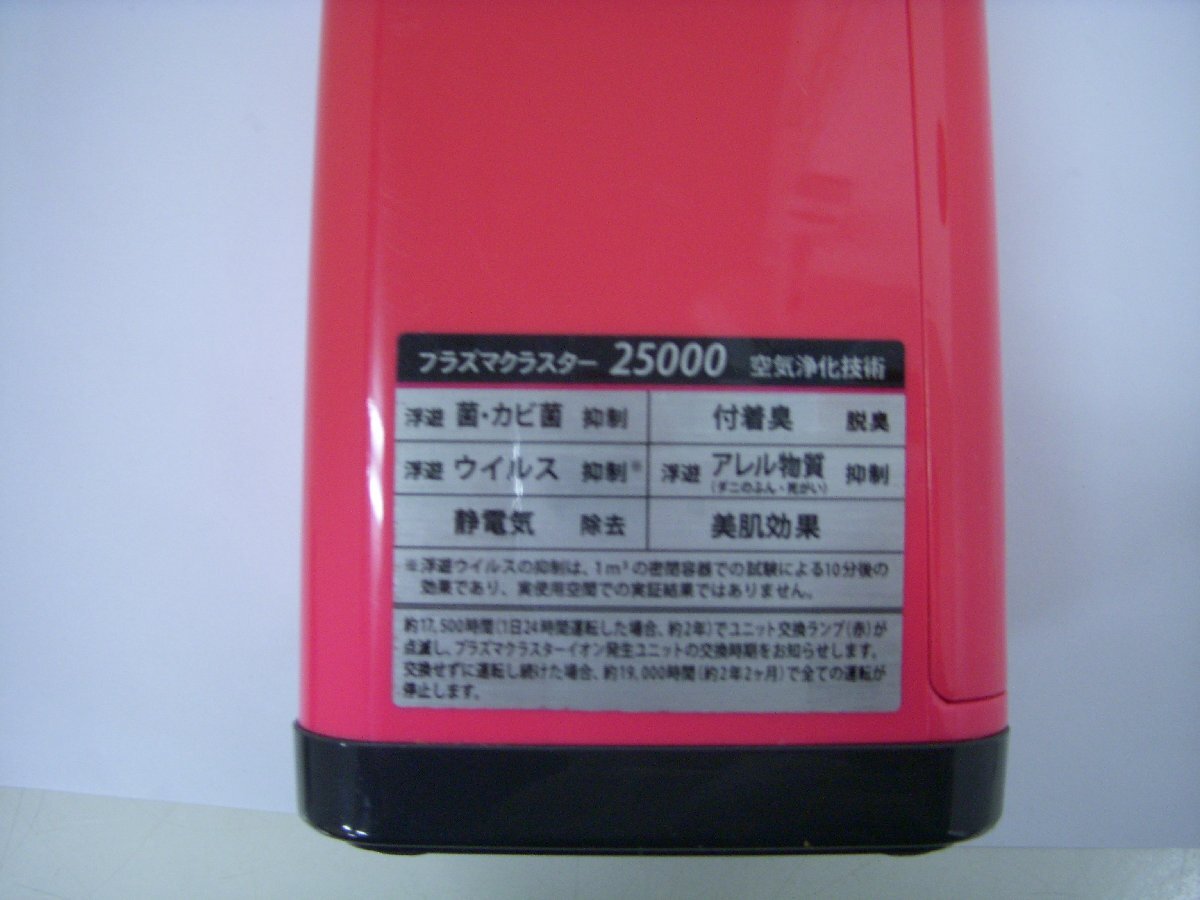 プラズマクラスター 25000 空気浄化技術
浮遊 菌・カビ菌 抑制 付着臭 脱臭
浮遊 ウイルス 抑制※ 浮遊 アレル物質 抑制
(ダニのふん・死がい)
静電気 除去 美肌効果
※浮遊ウイルスの抑制は、1m³の密閉容器での試験による10分後の
効果であり、実使用空間での実証結果ではありません。
約17,500時間(1日24時間運転した場合、約2年)でユニット交換ランプ(赤)が
点滅し、プラズマクラスターイオン発生ユニットの交換時期をお知らせします。
交換せずに運転し続けた場合、約19,000時間(約2年2ヶ月)で全ての運転が
停止します。